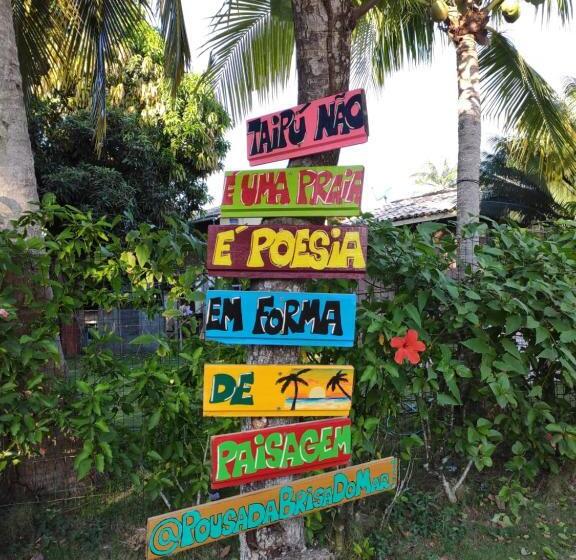 TAIPÚ NÃO
É UMA PRAIA
É POESIA
EM FORMA
DE
PAISAGEM
@POUSADABRISADOMAR